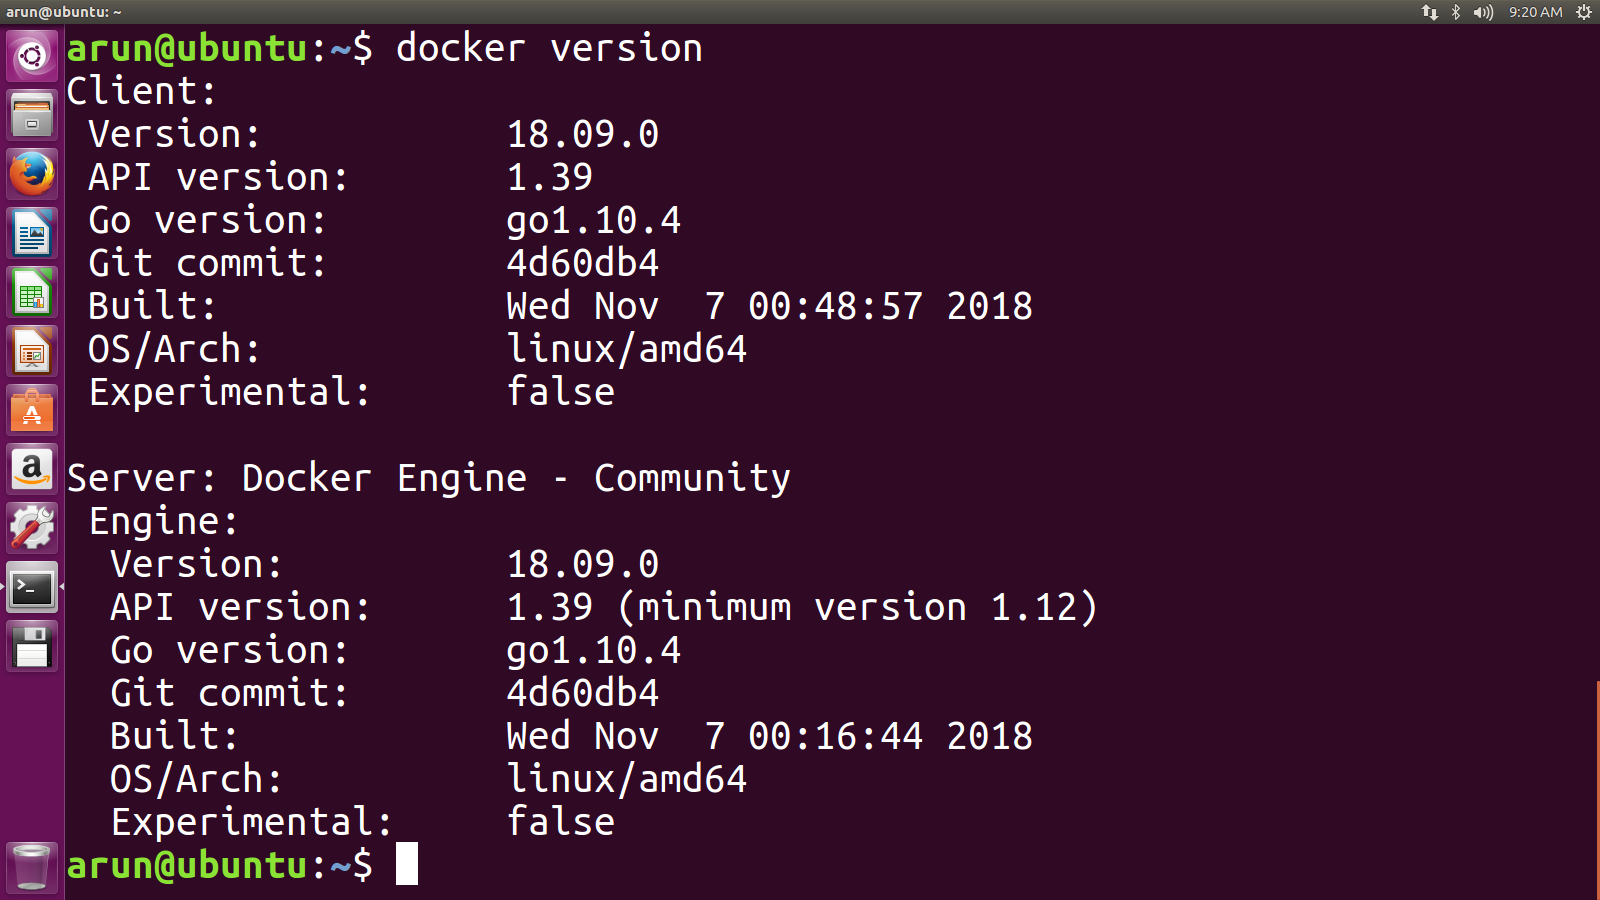 arun@ubuntu: ~
9:20 AM
arun@ubuntu:~$ docker version
Client:
 Version:           18.09.0
 API version:       1.39
 Go version:        go1.10.4
 Git commit:        4d60db4
 Built:             Wed Nov  7 00:48:57 2018
 OS/Arch:           linux/amd64
 Experimental:      false

Server: Docker Engine - Community
 Engine:
  Version:          18.09.0
  API version:      1.39 (minimum version 1.12)
  Go version:       go1.10.4
  Git commit:       4d60db4
  Built:            Wed Nov  7 00:16:44 2018
  OS/Arch:          linux/amd64
  Experimental:     false
arun@ubuntu:~$